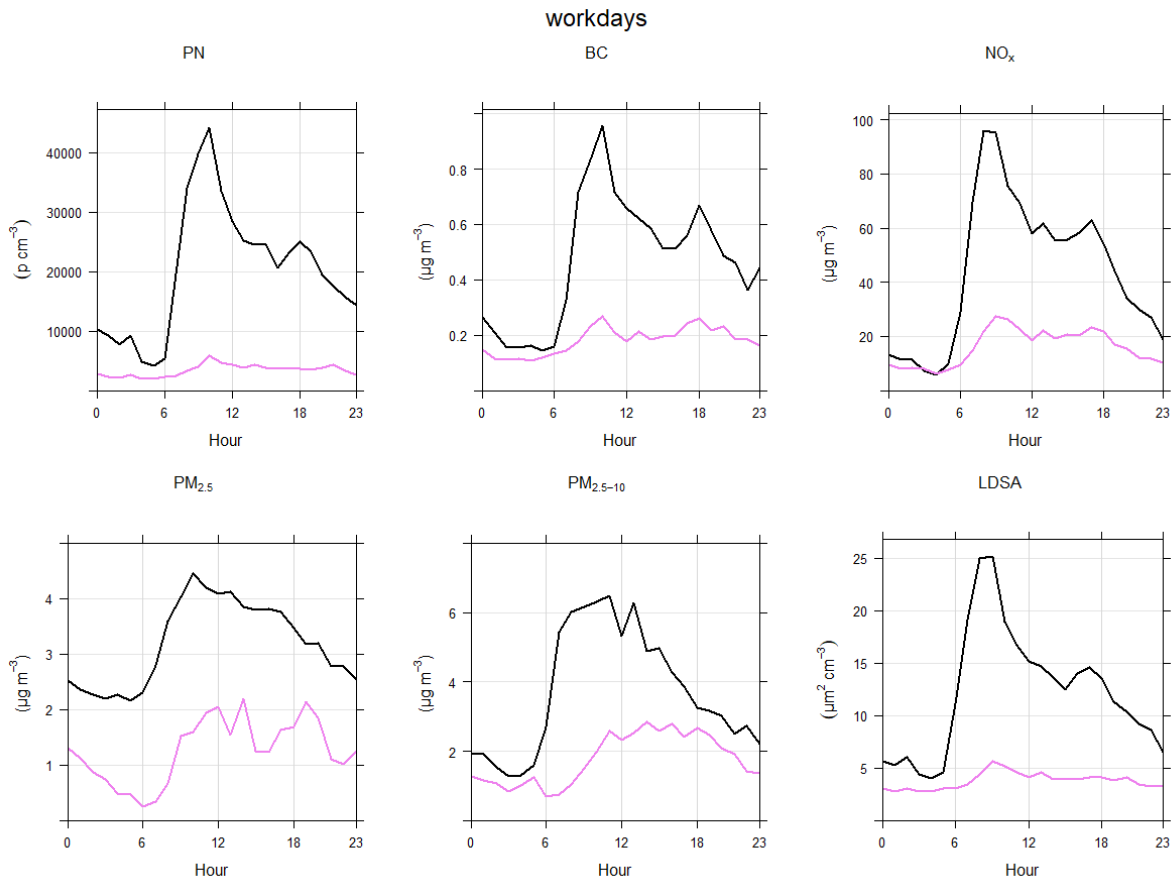 workdays
PN
BC
NOx
(p cm−3)
40000
30000
20000
10000
0
6
12
18
23
Hour
(µg m−3)
0.8
0.6
0.4
0.2
0
6
12
18
23
Hour
(µg m−3)
100
80
60
40
20
0
6
12
18
23
Hour
PM2.5
PM2.5−10
LDSA
(µg m−3)
4
3
2
1
0
6
12
18
23
Hour
(µg m−3)
6
4
2
0
6
12
18
23
Hour
(µm2 cm−3)
25
20
15
10
5
0
6
12
18
23
Hour